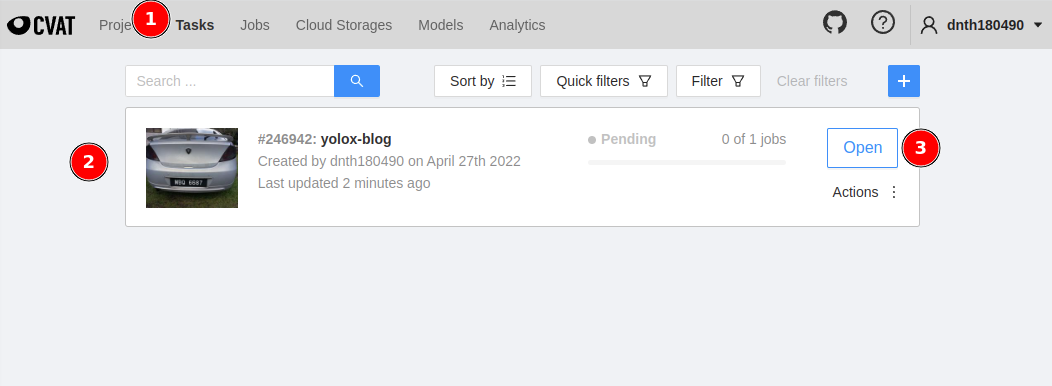 CVAT Proje 1 Tasks Jobs Cloud Storages Models Analytics dnth180490
Search ... Sort by Quick filters Filter Clear filters
#246942: yolox-blog Pending 0 of 1 jobs Open 3
2 Created by dnth180490 on April 27th 2022
Last updated 2 minutes ago Actions